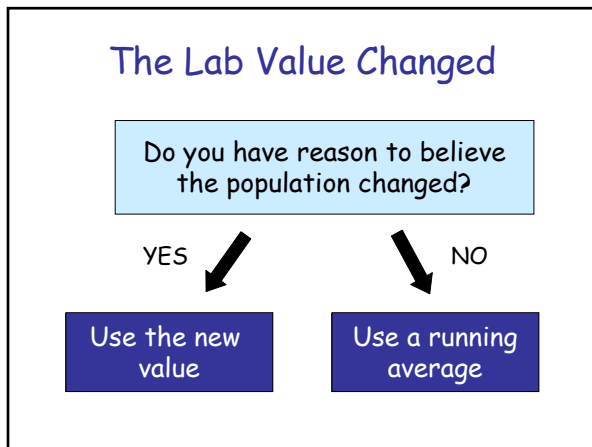 The Lab Value Changed
Do you have reason to believe
the population changed?
YES
NO
Use the new
value
Use a running
average